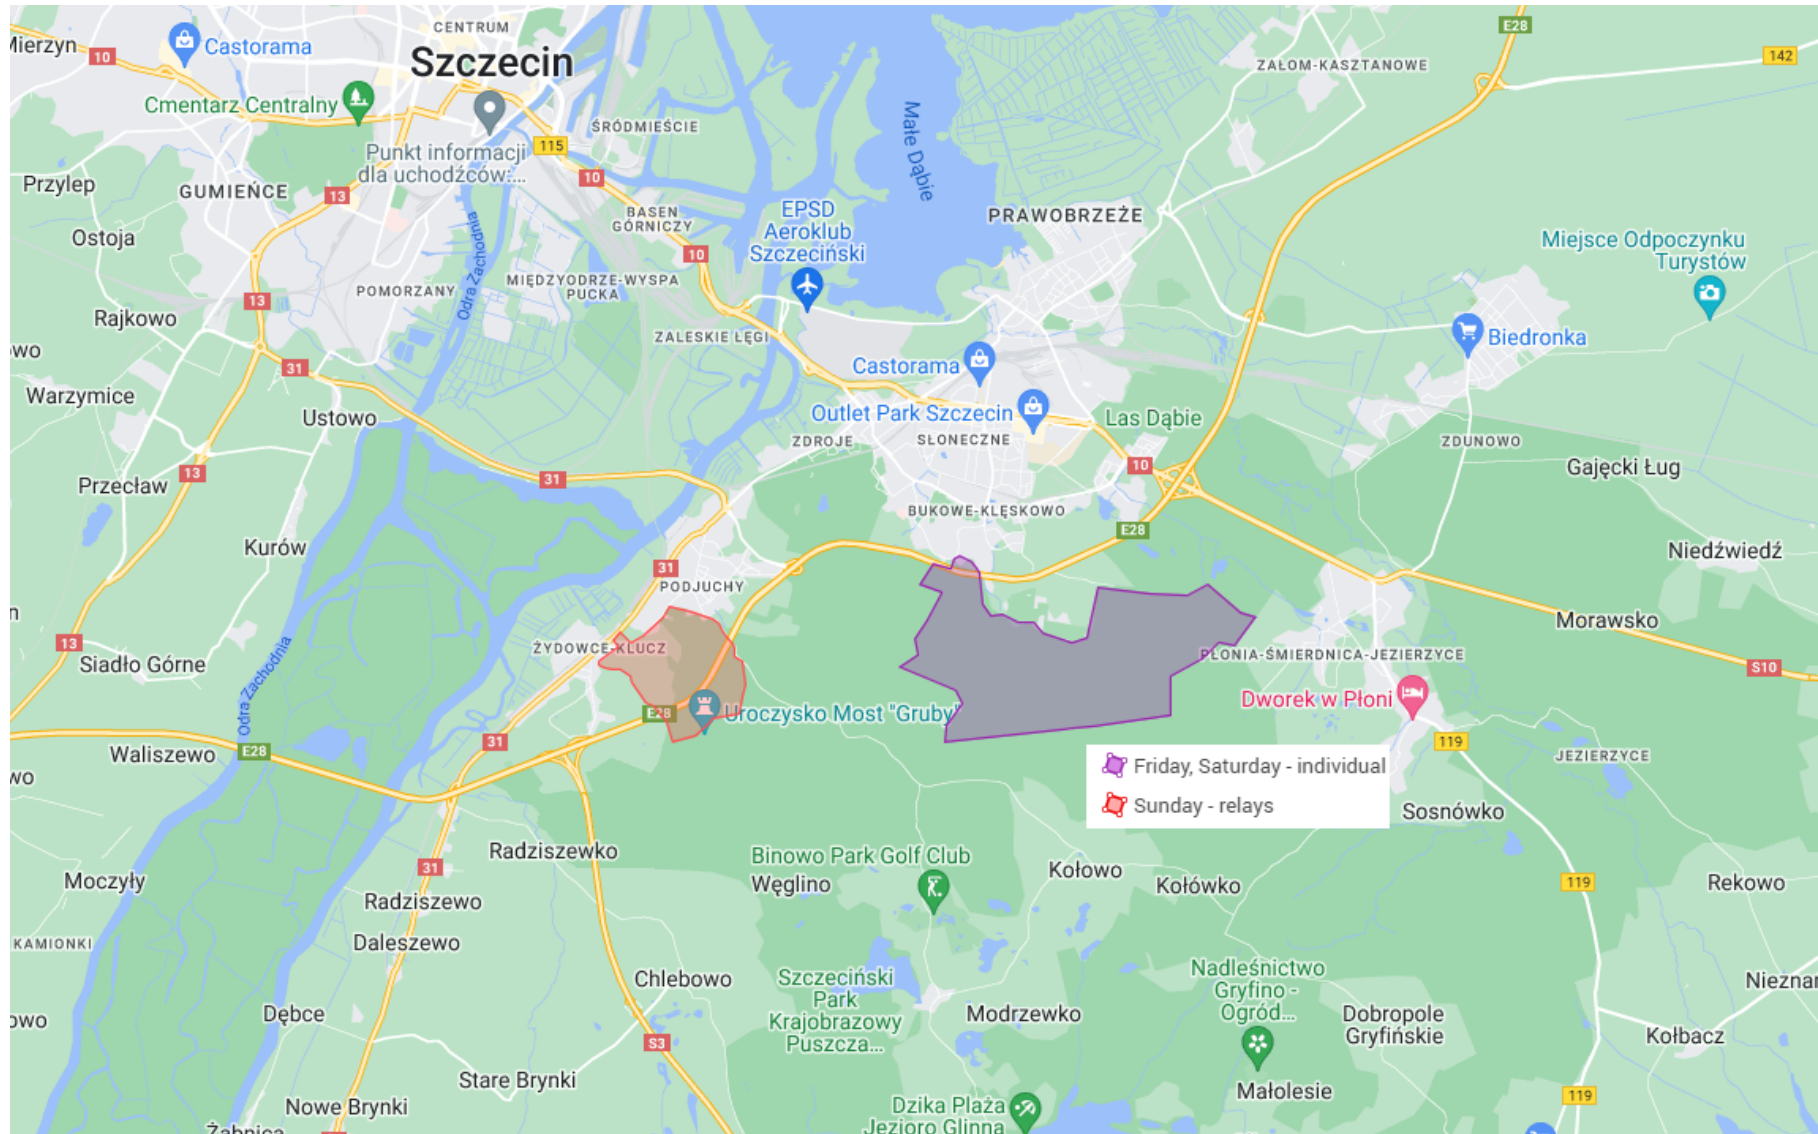 CENTRUM
E28
Mierzyn
Castorama
Szczecin
10
142
ZAŁOM-KASZTANOWE
Cmentarz Centralny
Małe Dąbie
ŚRÓDMIEŚCIE
115
Punkt informacji
dla uchodźców:...
10
Przylep
GUMIEŃCE
13
BASEN
GÓRNICZY
EPSD
Aeroklub
Szczeciński
PRAWOBRZEŻE
Ostoja
Odra Zachodnia
10
Miejsce Odpoczynku
Turystów
MIĘDZYODRZE-WYSPA
PUCKA
POMORZANY
13
Rajkowo
ZALESKIE ŁĘGI
Biedronka
owo
31
Castorama
Warzymice
Ustowo
Outlet Park Szczecin
Las Dąbie
ZDROJE
SŁONECZNE
ZDUNOWO
13
31
10
Gajęcki Ług
Przecław
BUKOWE-KLĘSKOWO
E28
Kurów
Niedźwiedź
31
PODJUCHY
n
Morawsko
13
Siadło Górne
Odra Zachodnia
ŻYDOWCE-KLUCZ
PŁONIA-ŚMIERDNICA-JEZIERZYCE
S10
Dworek w Płoni
E28
Uroczysko Most "Gruby"
31
119
Waliszewo
E28
JEZIERZYCE
wo
Friday, Saturday - individual
Sunday - relays
Sosnówko
Radziszewko
Binowo Park Golf Club
Węglino
Kołowo
Kołówko
31
119
Rekowo
Moczyły
Radziszewo
KAMIONKI
Daleszewo
Chlebowo
Szczeciński
Park
Krajobrazowy
Puszcza...
Nadleśnictwo
Gryfino -
Ogród...
Nieznań
Dębce
Modrzewko
Dobropole
Gryfińskie
owo
S3
Kołbacz
Stare Brynki
Małolesie
119
Nowe Brynki
Dzika Plaża
Jezioro Glinna
Żabnica